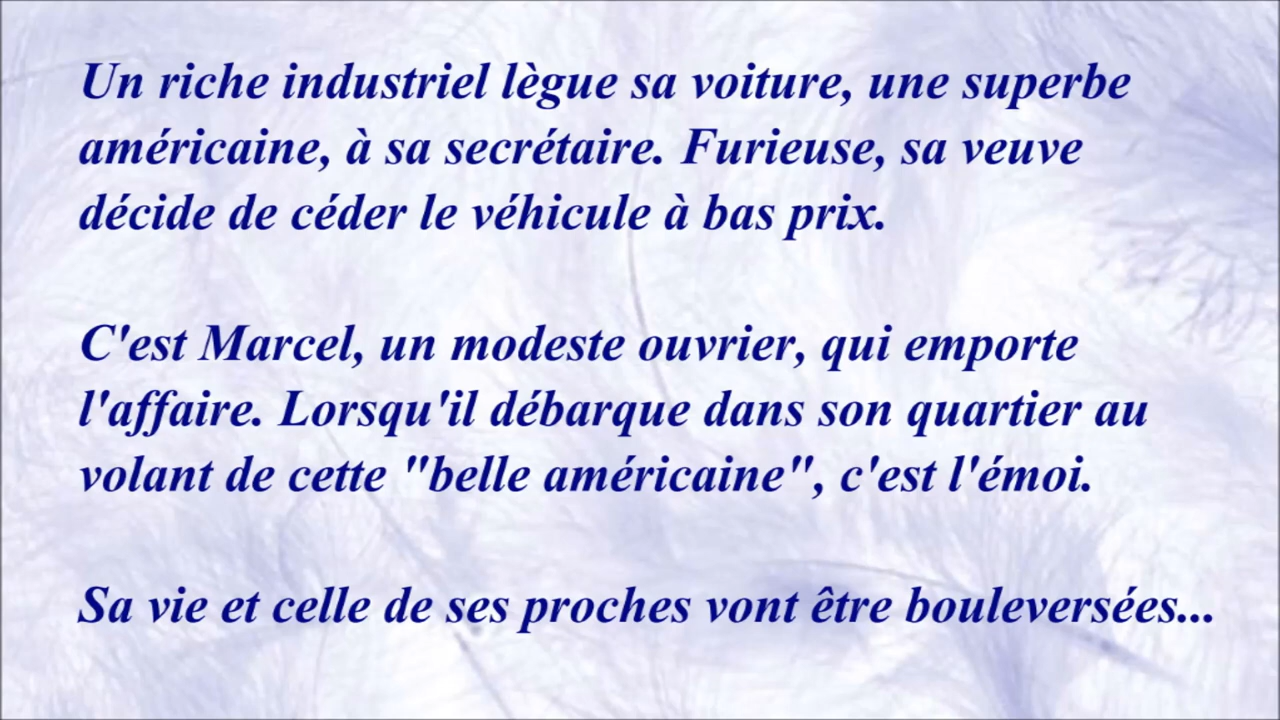 Un riche industriel lègue sa voiture, une superbe
américaine, à sa secrétaire. Furieuse, sa veuve
décide de céder le véhicule à bas prix.
C'est Marcel, un modeste ouvrier, qui emporte
l'affaire. Lorsqu'il débarque dans son quartier au
volant de cette "belle américaine", c'est l'émoi.
Sa vie et celle de ses proches vont être bouleversées...